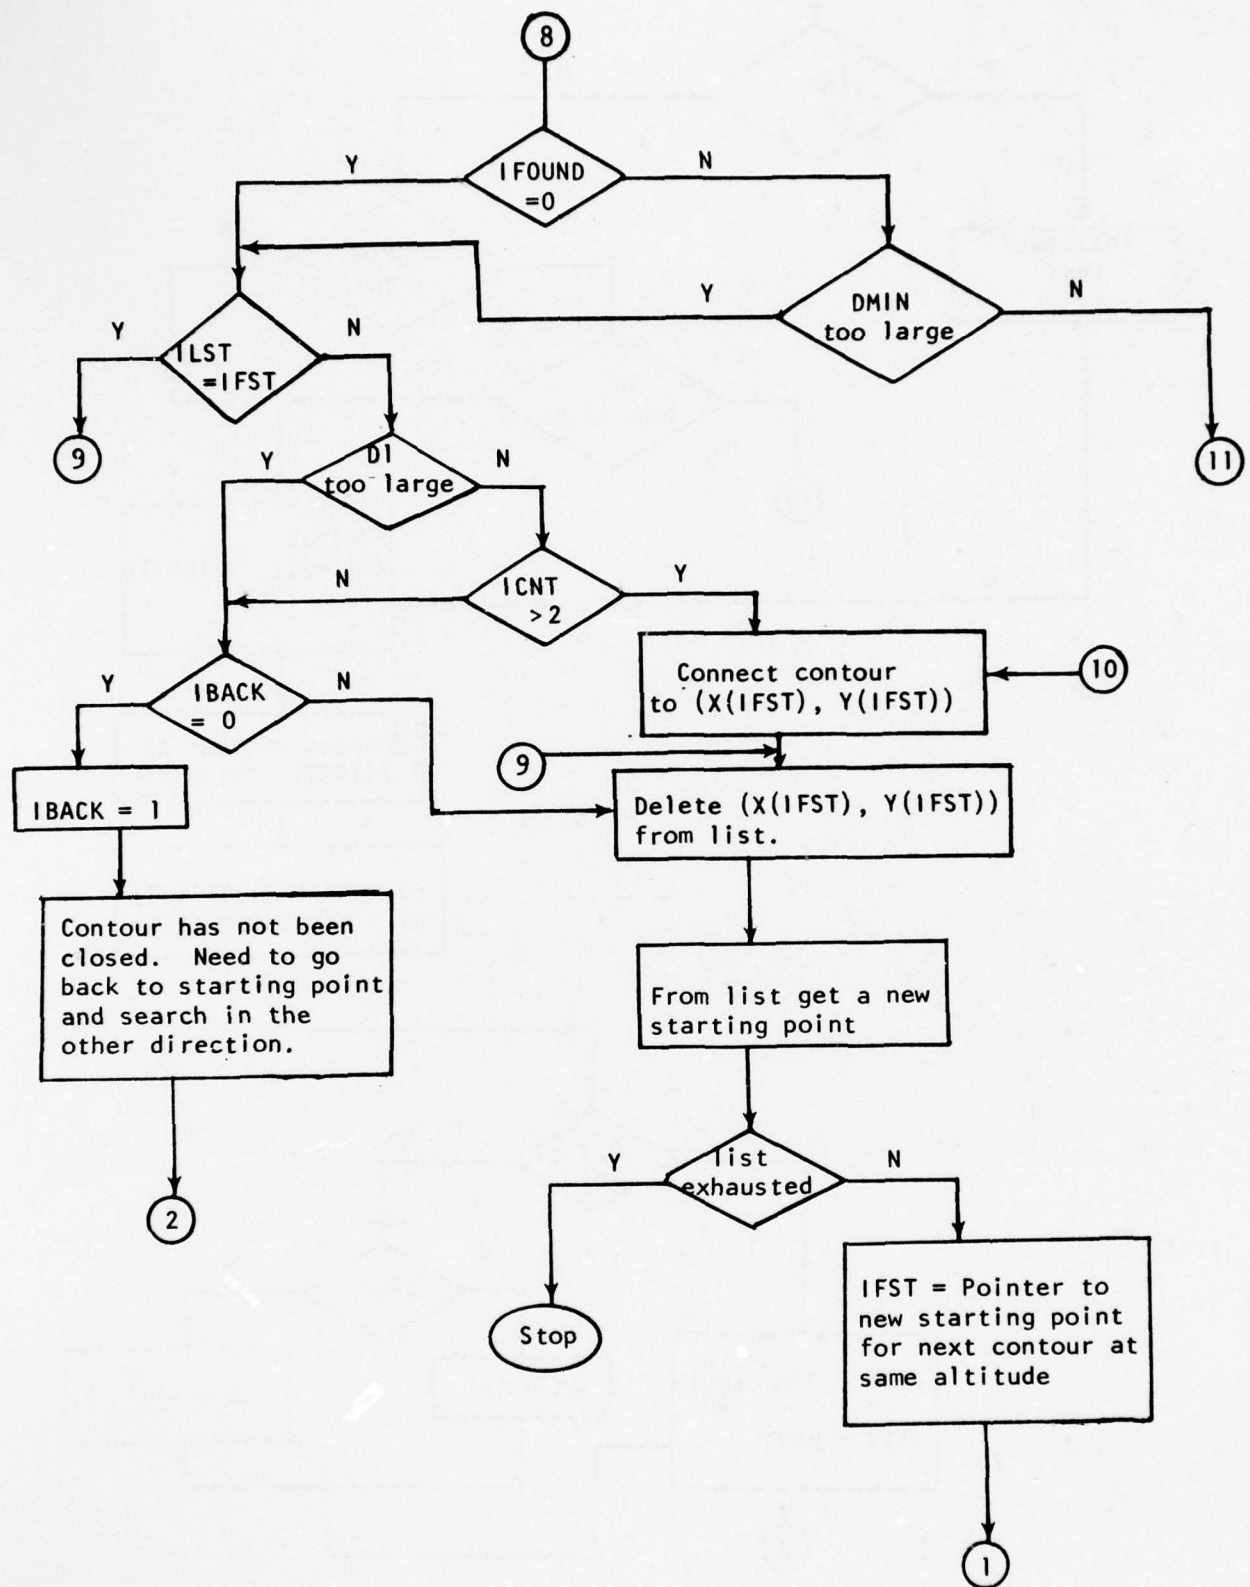 8
IFOUND
=0
Y
N
DMIN
too large
Y
N
ILST
=IFST
Y
N
9
11
D1
too large
Y
N
ICNT
>2
N
Y
Connect contour
to (X(IFST), Y(IFST))
10
IBACK
= 0
Y
N
9
IBACK = 1
Delete (X(IFST), Y(IFST))
from list.
Contour has not been
closed. Need to go
back to starting point
and search in the
other direction.
From list get a new
starting point
2
list
exhausted
Y
N
Stop
IFST = Pointer to
new starting point
for next contour at
same altitude
1